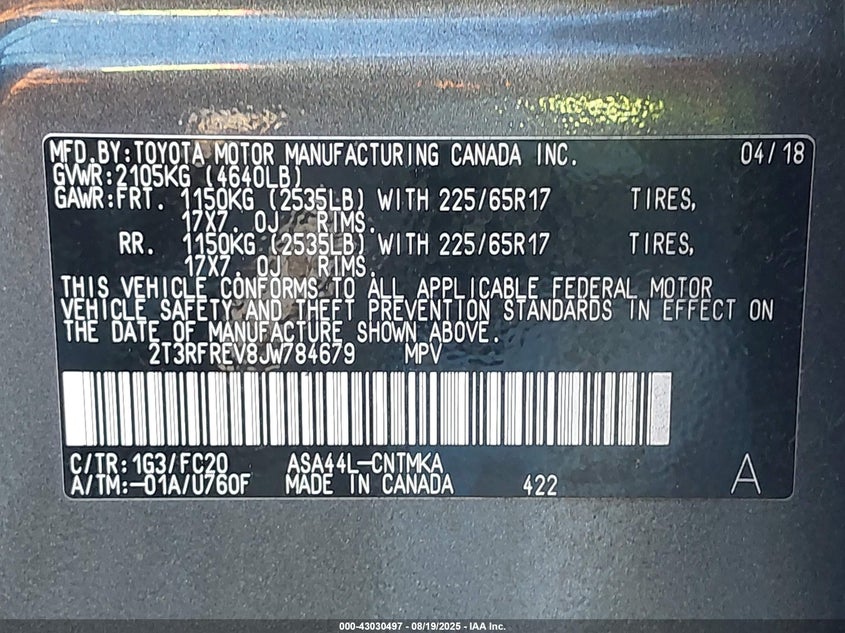 MFD.BY:TOYOTA MOTOR MANUFACTURING CANADA INC. 04/18
GVWR:2105KG (4640LB)
GAWR:FRT. 1150KG (2535LB) WITH 225/65R17 TIRES,
17X7. 0J RIMS.
RR. 1150KG (2535LB) WITH 225/65R17 TIRES,
17X7. 0J RIMS.
THIS VEHICLE CONFORMS TO ALL APPLICABLE FEDERAL MOTOR
VEHICLE SAFETY AND THEFT PREVENTION STANDARDS IN EFFECT ON
THE DATE OF MANUFACTURE SHOWN ABOVE.
2T3RFREV8JW784679 MPV
C/TR:1G3/FC20 ASA44L-CNTMKA
A/TM:-01A/U760F MADE IN CANADA 422 A
000-43030497 - 08/19/2025 - IAA Inc.